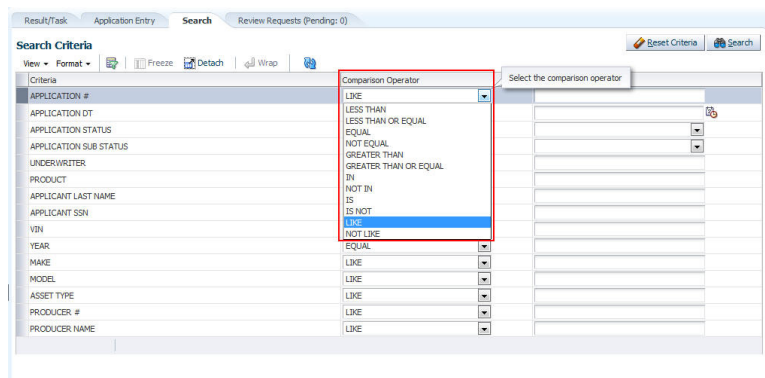 Result/Task Application Entry Search Review Requests (Pending: 0)
Search Criteria Reset Criteria Search
View Format Freeze Detach Wrap
Criteria Comparison Operator Select the comparison operator
APPLICATION # LIKE
APPLICATION DT LESS THAN
LESS THAN OR EQUAL
APPLICATION STATUS EQUAL
APPLICATION SUB STATUS NOT EQUAL
GREATER THAN
UNDERWRITER GREATER THAN OR EQUAL
PRODUCT IN
NOT IN
APPLICANT LAST NAME IS
APPLICANT SSN IS NOT
VIN LIKE
NOT LIKE
YEAR EQUAL
MAKE LIKE
MODEL LIKE
ASSET TYPE LIKE
PRODUCER # LIKE
PRODUCER NAME LIKE